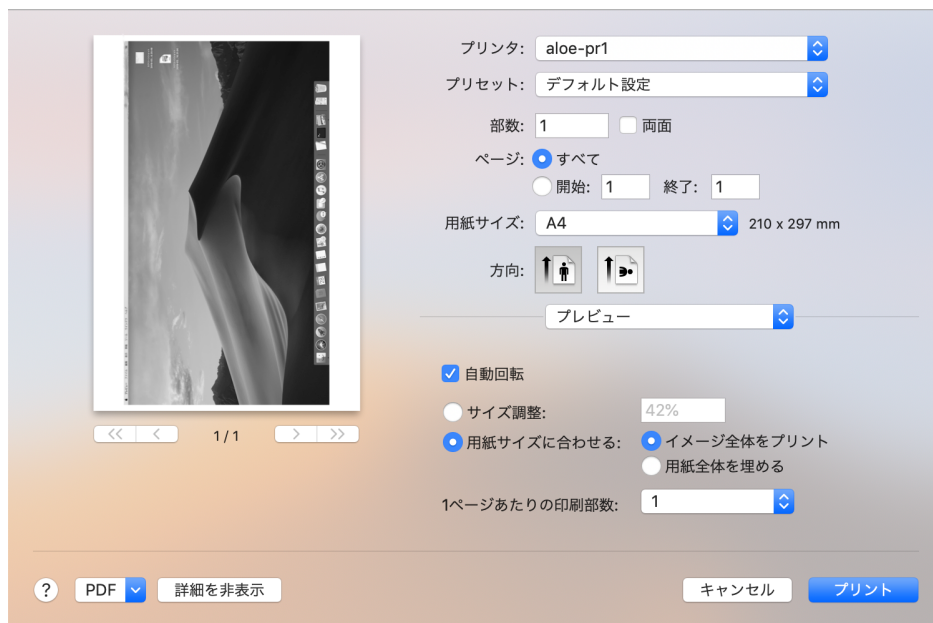 プリンタ: aloe-pr1
プリセット: デフォルト設定
部数: 1 両面
ページ: すべて
開始: 1 終了: 1
用紙サイズ: A4 210 x 297 mm
方向:
プレビュー
自動回転
サイズ調整: 42%
用紙サイズに合わせる: イメージ全体をプリント
用紙全体を埋める
1ページあたりの印刷部数: 1
<< < 1 / 1 > >>
? PDF 詳細を非表示 キャンセル プリント